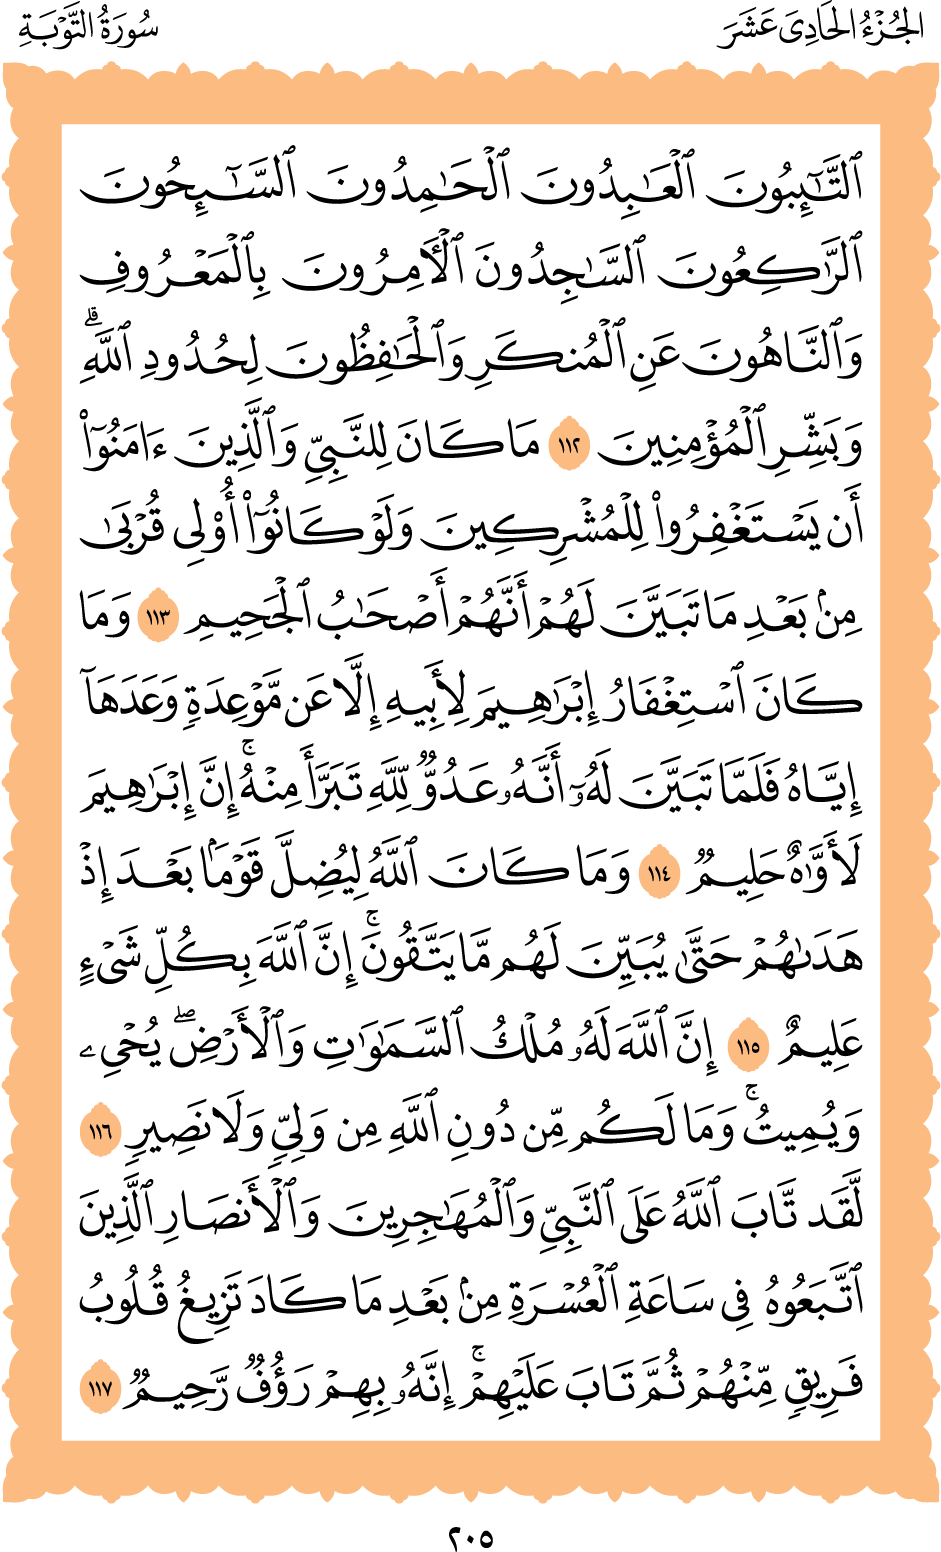 الجُزْءُ الحَادِىَ عَشَرَ
سُورَةُ التَّوْبَةِ
ٱلتَّـٰٓئِبُونَ ٱلْعَـٰبِدُونَ ٱلْحَـٰمِدُونَ ٱلسَّـٰٓئِحُونَ
ٱلرَّٰكِعُونَ ٱلسَّـٰجِدُونَ ٱلْـَٔامِرُونَ بِٱلْمَعْرُوفِ
وَٱلنَّاهُونَ عَنِ ٱلْمُنكَرِ وَٱلْحَـٰفِظُونَ لِحُدُودِ ٱللَّهِ ۗ
وَبَشِّرِ ٱلْمُؤْمِنِينَ ١١٢ مَا كَانَ لِلنَّبِىِّ وَٱلَّذِينَ ءَامَنُوٓا۟
أَن يَسْتَغْفِرُوا۟ لِلْمُشْرِكِينَ وَلَوْ كَانُوٓا۟ أُو۟لِى قُرْبَىٰ
مِنۢ بَعْدِ مَا تَبَيَّنَ لَهُمْ أَنَّهُمْ أَصْحَـٰبُ ٱلْجَحِيمِ ١١٣ وَمَا
كَانَ ٱسْتِغْفَارُ إِبْرَٰهِيمَ لِأَبِيهِ إِلَّا عَن مَّوْعِدَةٍ وَعَدَهَآ
إِيَّاهُ فَلَمَّا تَبَيَّنَ لَهُۥٓ أَنَّهُۥ عَدُوٌّ لِّلَّهِ تَبَرَّأَ مِنْهُ ۚ إِنَّ إِبْرَٰهِيمَ
لَأَوَّٰهٌ حَلِيمٌ ١١٤ وَمَا كَانَ ٱللَّهُ لِيُضِلَّ قَوْمًۢا بَعْدَ إِذْ
هَدَىٰهُمْ حَتَّىٰ يُبَيِّنَ لَهُم مَّا يَتَّقُونَ ۚ إِنَّ ٱللَّهَ بِكُلِّ شَىْءٍ
عَلِيمٌ ١١٥ إِنَّ ٱللَّهَ لَهُۥ مُلْكُ ٱلسَّمَـٰوَٰتِ وَٱلْأَرْضِ ۖ يُحْىِۦ
وَيُمِيتُ ۚ وَمَا لَكُم مِّن دُونِ ٱللَّهِ مِن وَلِىٍّ وَلَا نَصِيرٍ ١١٦
لَّقَد تَّابَ ٱللَّهُ عَلَى ٱلنَّبِىِّ وَٱلْمُهَـٰجِرِينَ وَٱلْأَنصَارِ ٱلَّذِينَ
ٱتَّبَعُوهُ فِى سَاعَةِ ٱلْعُسْرَةِ مِنۢ بَعْدِ مَا كَادَ تَزِيغُ قُلُوبُ
فَرِيقٍ مِّنْهُمْ ثُمَّ تَابَ عَلَيْهِمْ ۚ إِنَّهُۥ بِهِمْ رَؤُفٌ رَّحِيمٌ ١١٧
٢٠٥